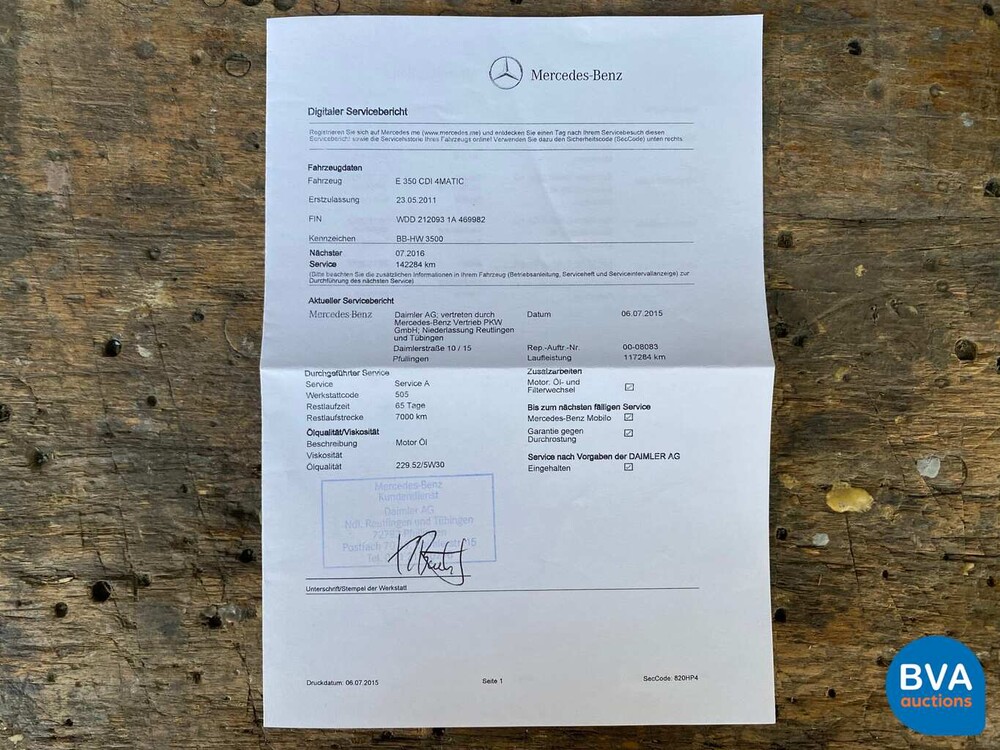 Mercedes-Benz
Digitaler Servicebericht
Registrieren Sie sich auf Mercedes me (www.mercedes.me) und entdecken Sie einen Tag nach Ihrem Servicebesuch diesen
Servicebericht sowie die Servicehistorie Ihres Fahrzeugs online! Verwenden Sie dazu den Sicherheitscode (SecCode) unten rechts
Fahrzeugdaten
Fahrzeug E 350 CDI 4MATIC
Erstzulassung 23.05.2011
FIN WDD 212093 1A 469982
Kennzeichen BB-HW 3500
Nächster 07.2016
Service 142284 km
(Bitte beachten Sie die zusätzlichen Informationen in Ihrem Fahrzeug (Betriebsanleitung, Serviceheft und Serviceintervallanzeige) zur
Durchführung des nächsten Service)
Aktueller Servicebericht
Mercedes-Benz Daimler AG; vertreten durch Datum 06.07.2015
Mercedes-Benz Vertrieb PKW
GmbH; Niederlassung Reutlingen
und Tübingen
Daimlerstraße 10 / 15 Rep.-Auftr.-Nr. 00-08083
Pfullingen Laufleistung 117284 km
Durchgeführter Service Zusatzarbeiten
Service Service A Motor: Öl- und
Filterwechsel
Werkstattcode 505
Restlaufzeit 65 Tage Bis zum nächsten fälligen Service
Restlaufstrecke 7000 km Mercedes-Benz Mobilo
Ölqualität/Viskosität Garantie gegen
Durchrostung
Beschreibung Motor Öl
Viskosität Service nach Vorgaben der DAIMLER AG
Ölqualität 229.52/5W30 Eingehalten
Mercedes-Benz
Kundendienst
Daimler AG
Ndl. Reutlingen und Tübingen
Postfach
Tel.
Unterschrift/Stempel der Werkstatt
Druckdatum: 06.07.2015 Seite 1 SecCode: 820HP4
BVA
auctions